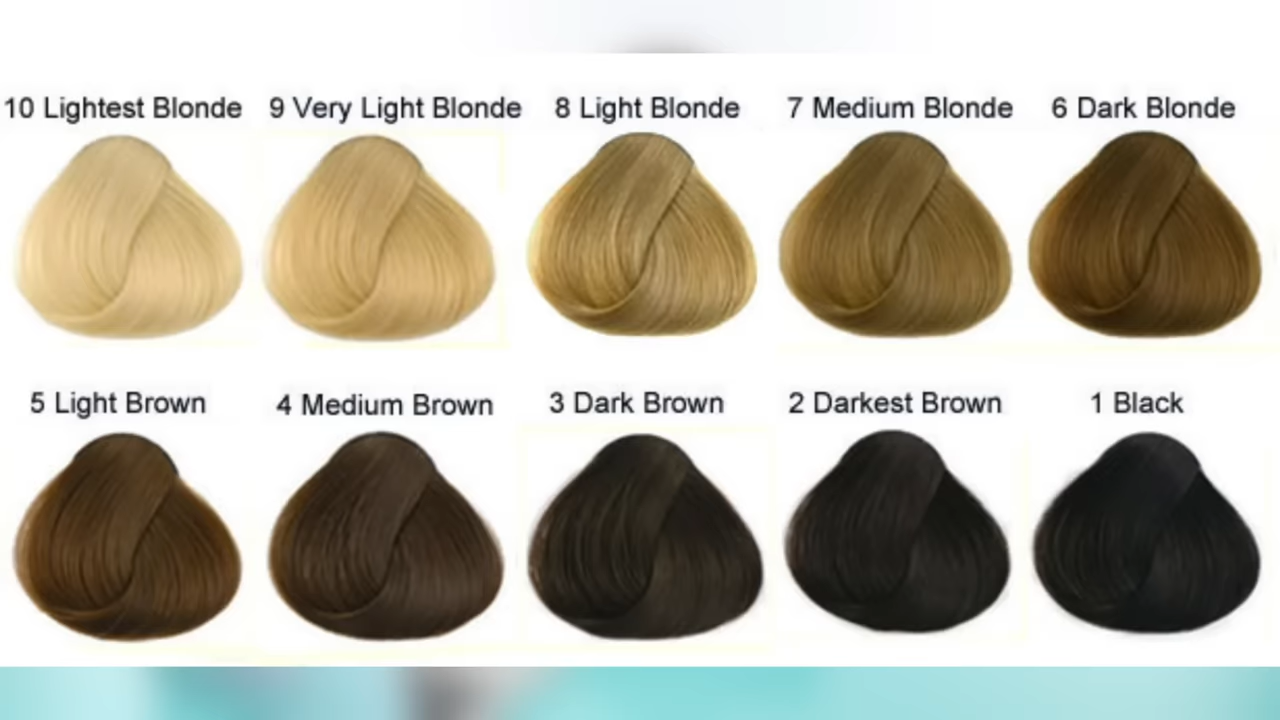 10 Lightest Blonde
9 Very Light Blonde
8 Light Blonde
7 Medium Blonde
6 Dark Blonde
5 Light Brown
4 Medium Brown
3 Dark Brown
2 Darkest Brown
1 Black